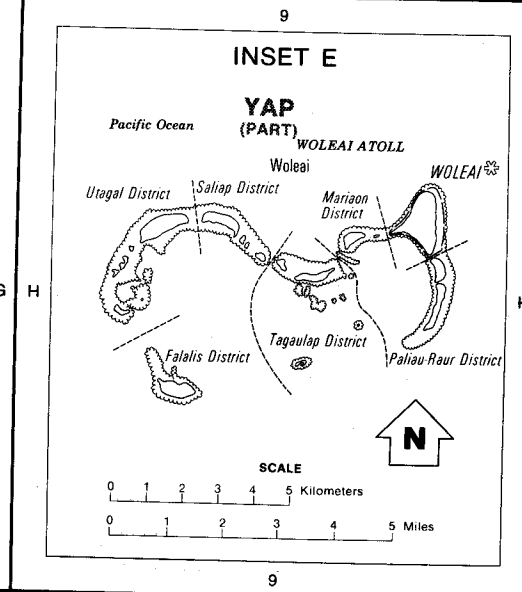 9
INSET E
YAP
(PART)
Pacific Ocean
WOLEAI ATOLL
Woleai
WOLEAI
Utagal District
Saliap District
Mariaon
District
G H
H
Tagaulap District
Paliau-Raur District
Falalis District
N
SCALE
0 1 2 3 4 5 Kilometers
0 1 2 3 4 5 Miles
9